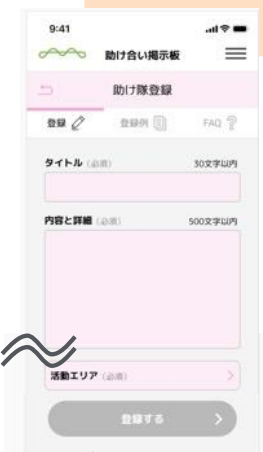 9:41
助け合い掲示板
助け隊登録
登録 登録例 FAQ
タイトル (必須) 30文字以内
内容と詳細 (必須) 500文字以内
活動エリア (必須)
登録する